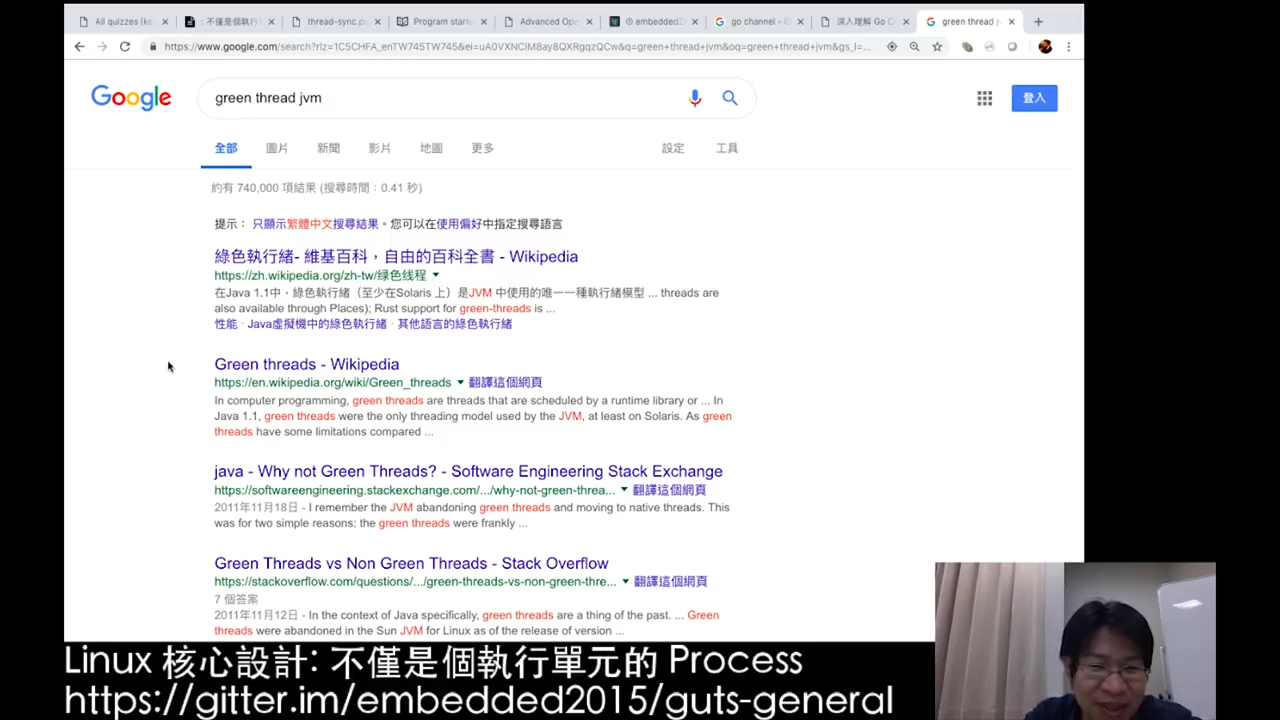 All quizzes (ke
: 不僅是個執行
thread-sync.p
Program startu
Advanced Ope
embedded2
go channel - G
深入理解 Go C
green thread j
https://www.google.com/search?rlz=1C5CHFA_enTW745TW745&ei=uA0VXNClM8ay8QXRgqzQCw&q=green+thread+jvm&oq=green+thread+jvm&gs_l=...
Google
green thread jvm
登入
全部 圖片 新聞 影片 地圖 更多 設定 工具
約有 740,000 項結果 (搜尋時間:0.41 秒)
提示: 只顯示繁體中文搜尋結果。您可以在使用偏好中指定搜尋語言
綠色執行緒- 維基百科,自由的百科全書 - Wikipedia
https://zh.wikipedia.org/zh-tw/绿色线程
在Java 1.1中,綠色執行緒(至少在Solaris 上)是JVM 中使用的唯一一種執行緒模型 ... threads are
also available through Places); Rust support for green-threads is ...
性能 · Java虛擬機中的綠色執行緒 · 其他語言的綠色執行緒
Green threads - Wikipedia
https://en.wikipedia.org/wiki/Green_threads 翻譯這個網頁
In computer programming, green threads are threads that are scheduled by a runtime library or ... In
Java 1.1, green threads were the only threading model used by the JVM, at least on Solaris. As green
threads have some limitations compared ...
java - Why not Green Threads? - Software Engineering Stack Exchange
https://softwareengineering.stackexchange.com/.../why-not-green-threa... 翻譯這個網頁
2011年11月18日 - I remember the JVM abandoning green threads and moving to native threads. This
was for two simple reasons: the green threads were frankly ...
Green Threads vs Non Green Threads - Stack Overflow
https://stackoverflow.com/questions/.../green-threads-vs-non-green-thre... 翻譯這個網頁
7 個答案
2011年11月12日 - In the context of Java specifically, green threads are a thing of the past. ... Green
threads were abandoned in the Sun JVM for Linux as of the release of version ...
Linux 核心設計: 不僅是個執行單元的 Process
https://gitter.im/embedded2015/guts-general